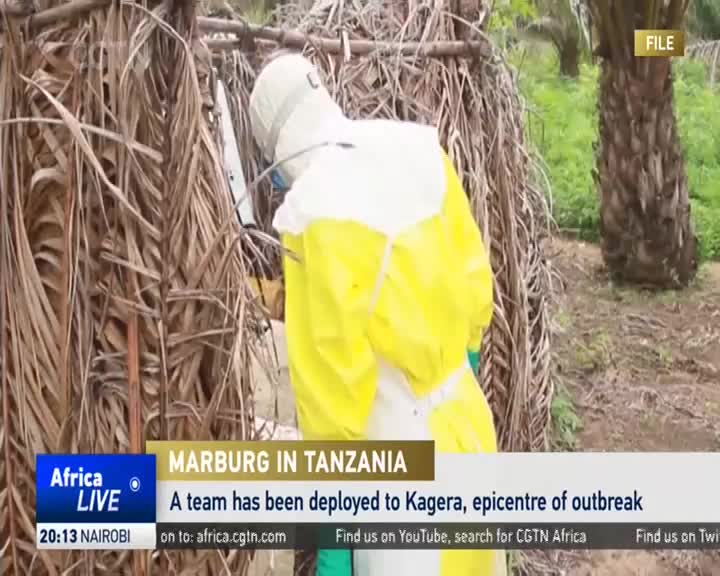 CGTN
FILE
MARBURG IN TANZANIA
Africa
LIVE
A team has been deployed to Kagera, epicentre of outbreak
20:13 NAIROBI
on to: africa.cgtn.com Find us on YouTube, search for CGTN Africa Find us on Twit